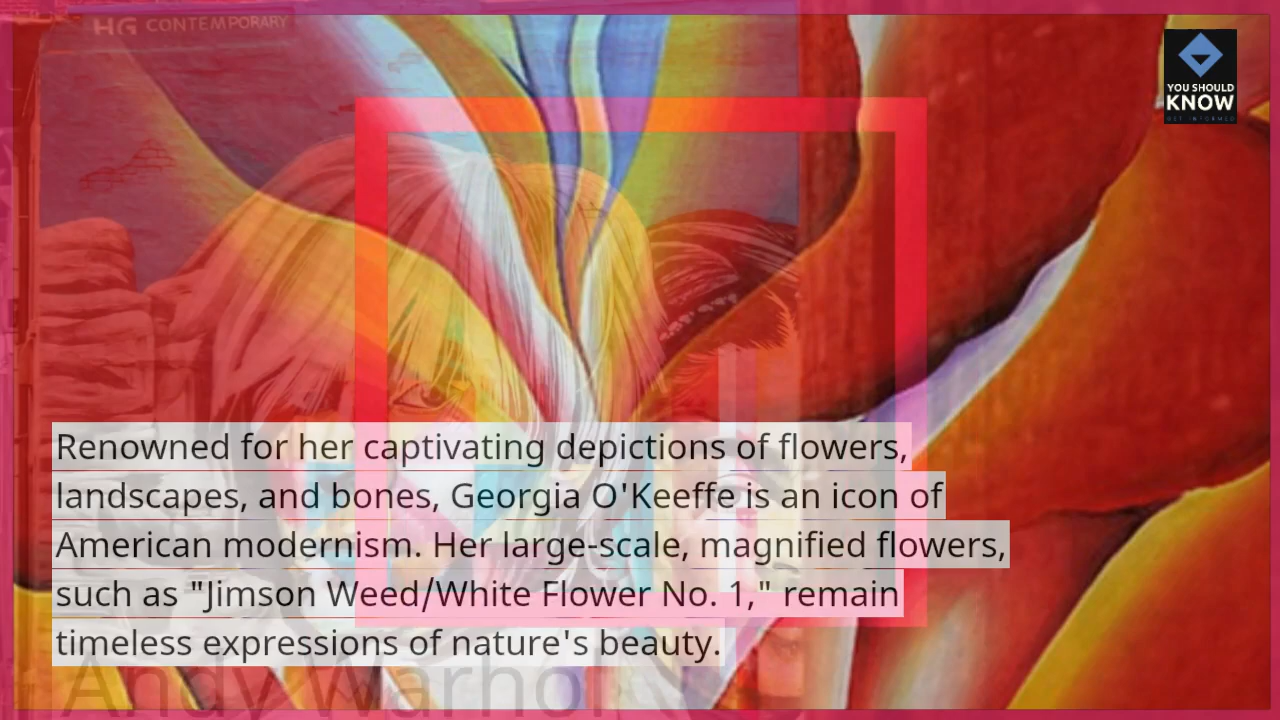 HG CONTEMPORARY
YOU SHOULD
KNOW
GET INFORMED
Renowned for her captivating depictions of flowers,
landscapes, and bones, Georgia O'Keeffe is an icon of
American modernism. Her large-scale, magnified flowers,
such as "Jimson Weed/White Flower No. 1," remain
timeless expressions of nature's beauty.
Andy Warhol